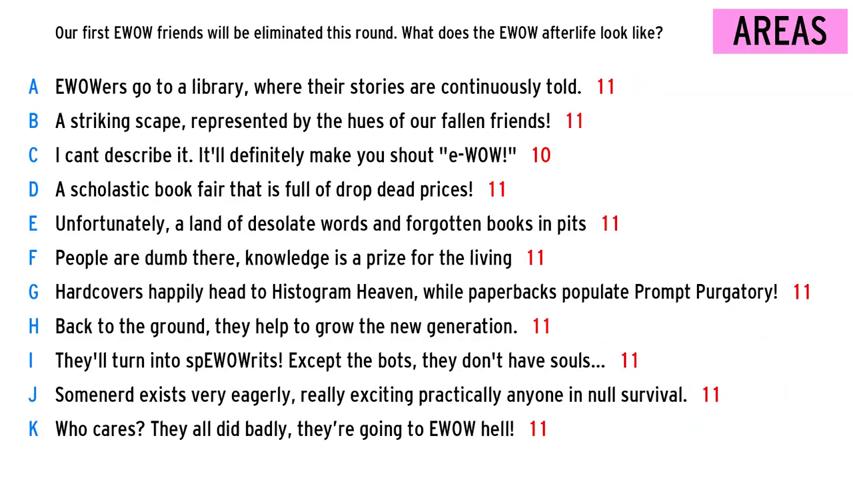 Our first EWOW friends will be eliminated this round. What does the EWOW afterlife look like?
AREAS
A EWOWers go to a library, where their stories are continuously told. 11
B A striking scape, represented by the hues of our fallen friends! 11
C I cant describe it. It'll definitely make you shout "e-WOW!" 10
D A scholastic book fair that is full of drop dead prices! 11
E Unfortunately, a land of desolate words and forgotten books in pits 11
F People are dumb there, knowledge is a prize for the living 11
G Hardcovers happily head to Histogram Heaven, while paperbacks populate Prompt Purgatory! 11
H Back to the ground, they help to grow the new generation. 11
I They'll turn into spEWOWrits! Except the bots, they don't have souls... 11
J Somenerd exists very eagerly, really exciting practically anyone in null survival. 11
K Who cares? They all did badly, they’re going to EWOW hell! 11